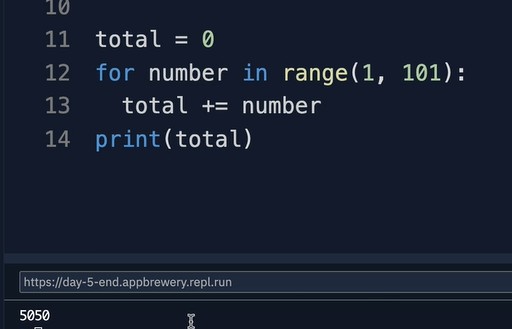 10
11 total = 0
12 for number in range(1, 101):
13   total += number
14 print(total)
https://day-5-end.appbrewery.repl.run
5050